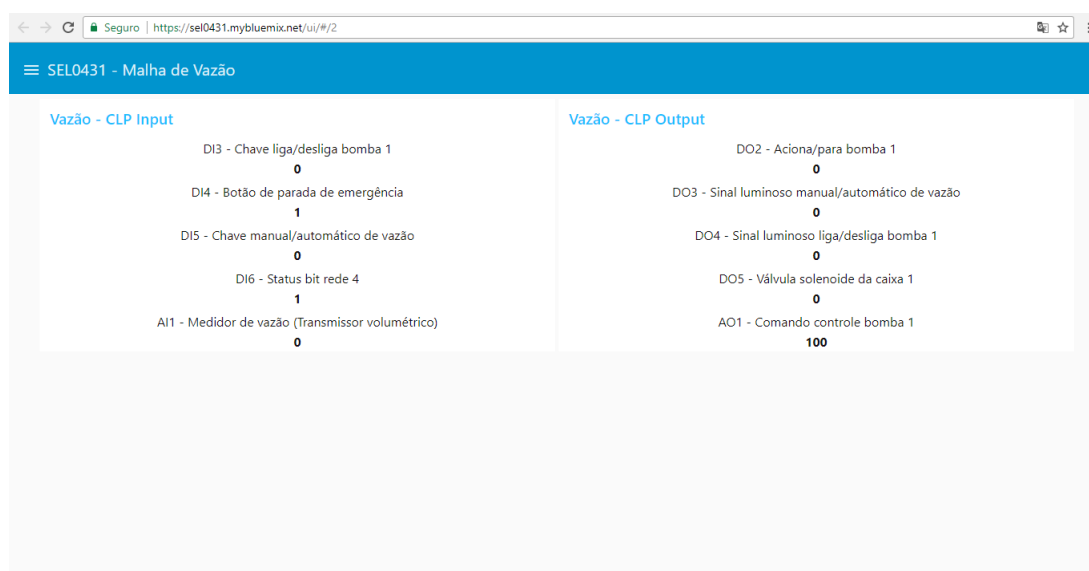 Seguro | https://sel0431.mybluemix.net/ui/#/2
SEL0431 - Malha de Vazão
Vazão - CLP Input
DI3 - Chave liga/desliga bomba 1
0
DI4 - Botão de parada de emergência
1
DI5 - Chave manual/automático de vazão
0
DI6 - Status bit rede 4
1
AI1 - Medidor de vazão (Transmissor volumétrico)
0
Vazão - CLP Output
DO2 - Aciona/para bomba 1
0
DO3 - Sinal luminoso manual/automático de vazão
0
DO4 - Sinal luminoso liga/desliga bomba 1
0
DO5 - Válvula solenoide da caixa 1
0
AO1 - Comando controle bomba 1
100